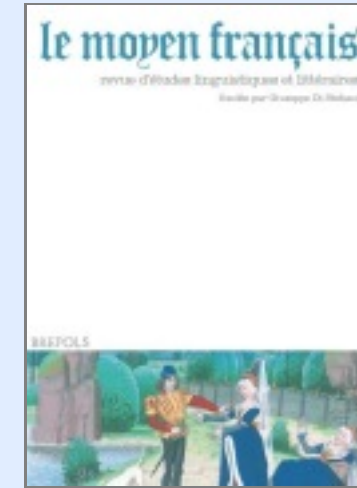 le moyen français
revue d'études linguistiques et littéraires
fondée par Giuseppe Di Stefano
BREPOLS